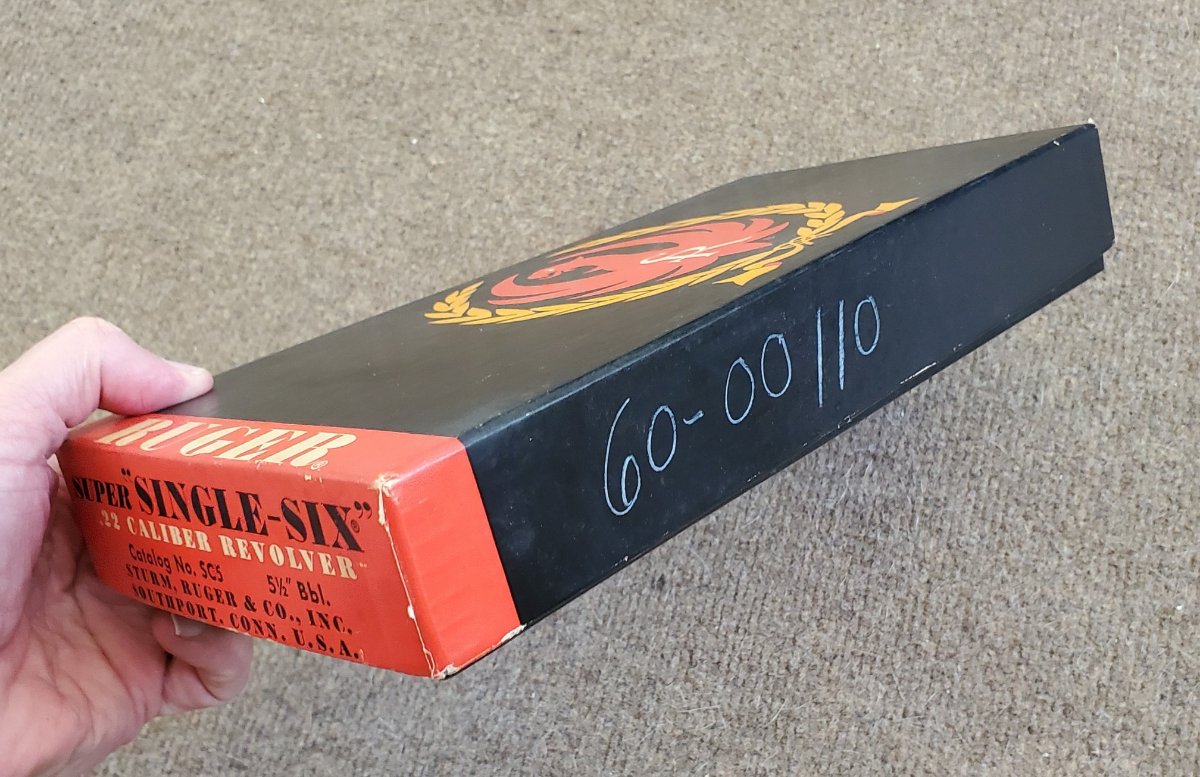 RUGER®
SUPER "SINGLE-SIX"®
.22 CALIBER REVOLVER
Catalog No. SC5 5½" Bbl.
STURM, RUGER & CO., INC.
SOUTHPORT, CONN. U.S.A.
60-00110
SR